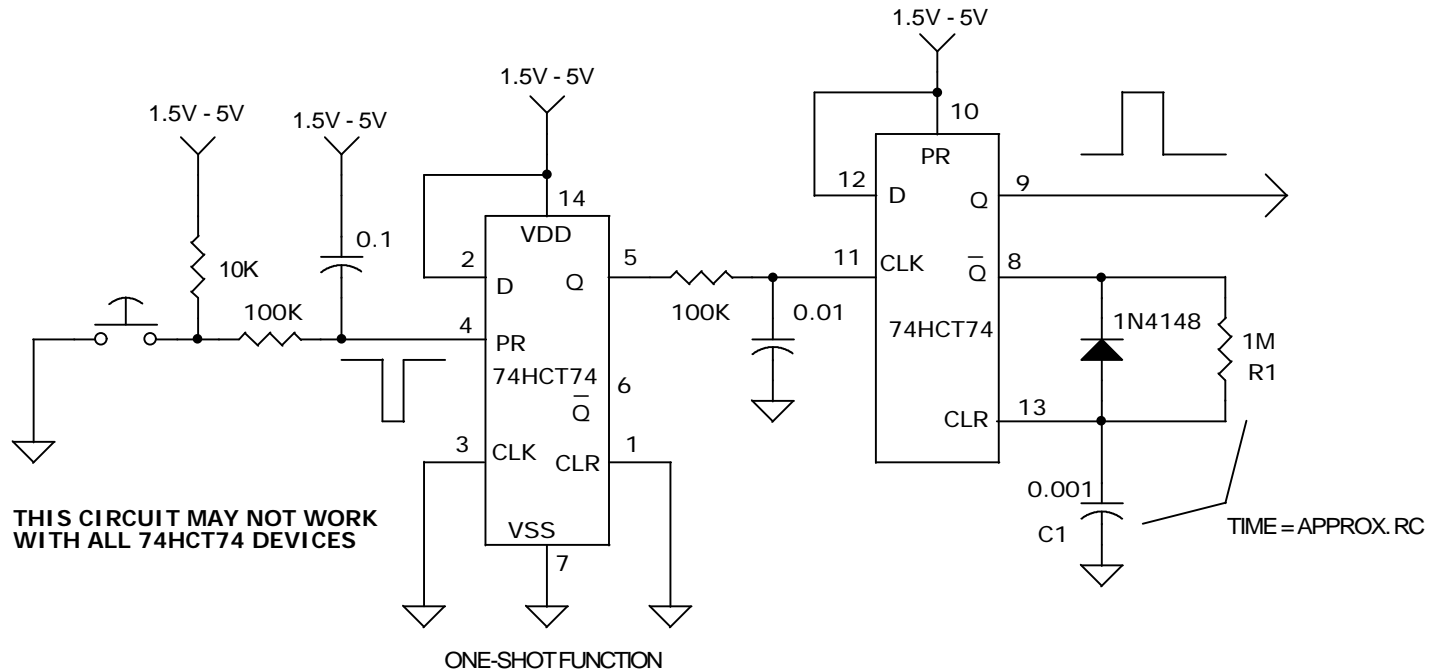 1.5V - 5V
1.5V - 5V
1.5V - 5V
1.5V - 5V
10
PR
14
12
D
Q
9
VDD
0.1
10K
2
D
Q
5
11
CLK
Q
8
100K
4
PR
100K
0.01
74HCT74
1N4148
1M
R1
74HCT74
6
Q
CLR
13
3
CLK
CLR
1
0.001
C1
THIS CIRCUIT MAY NOT WORK
WITH ALL 74HCT74 DEVICES
VSS
7
TIME = APPROX. RC
ONE-SHOT FUNCTION